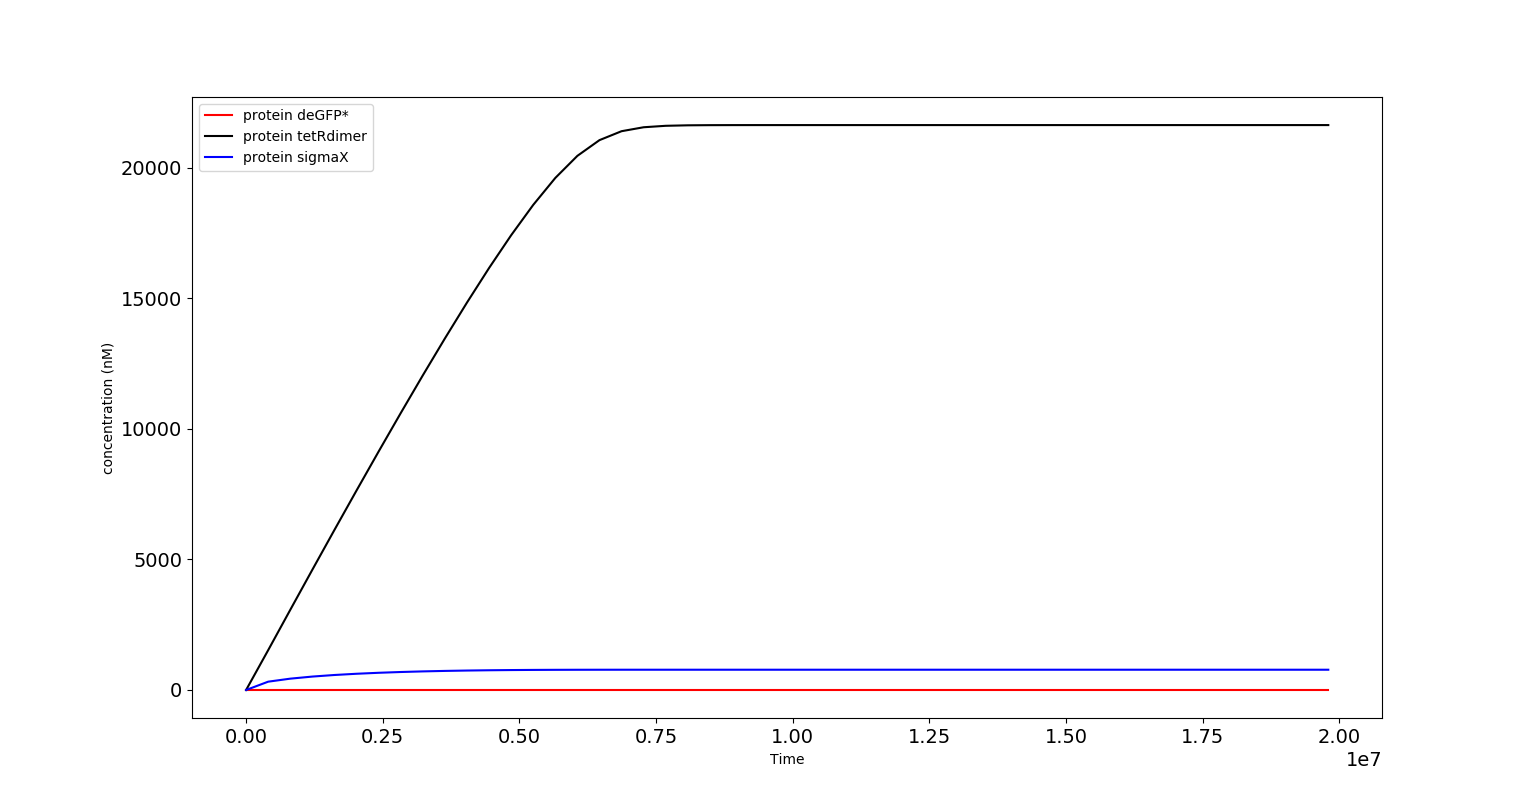 protein deGFP*
protein tetRdimer
protein sigmaX
20000
15000
10000
5000
0
concentration (nM)
0.00 0.25 0.50 0.75 1.00 1.25 1.50 1.75 2.00
Time
1e7